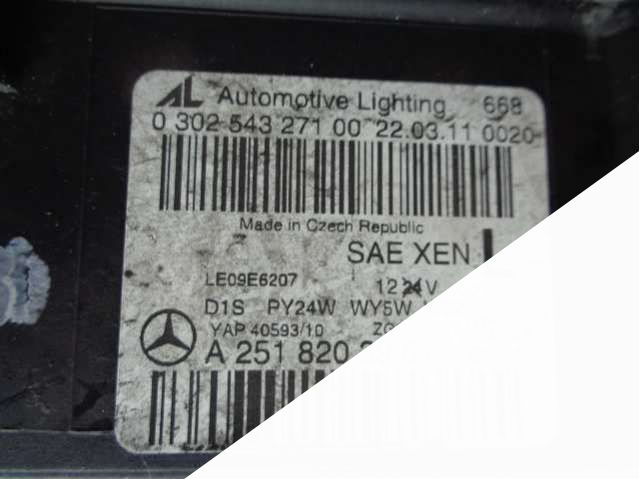 AL Automotive Lighting 668
0 302 543 271 00 22.03.11 0020
Made in Czech Republic
SAE XEN L
LE09E6207 12 24V
D1S PY24W WY5W
YAP 40593/10
A 251 820